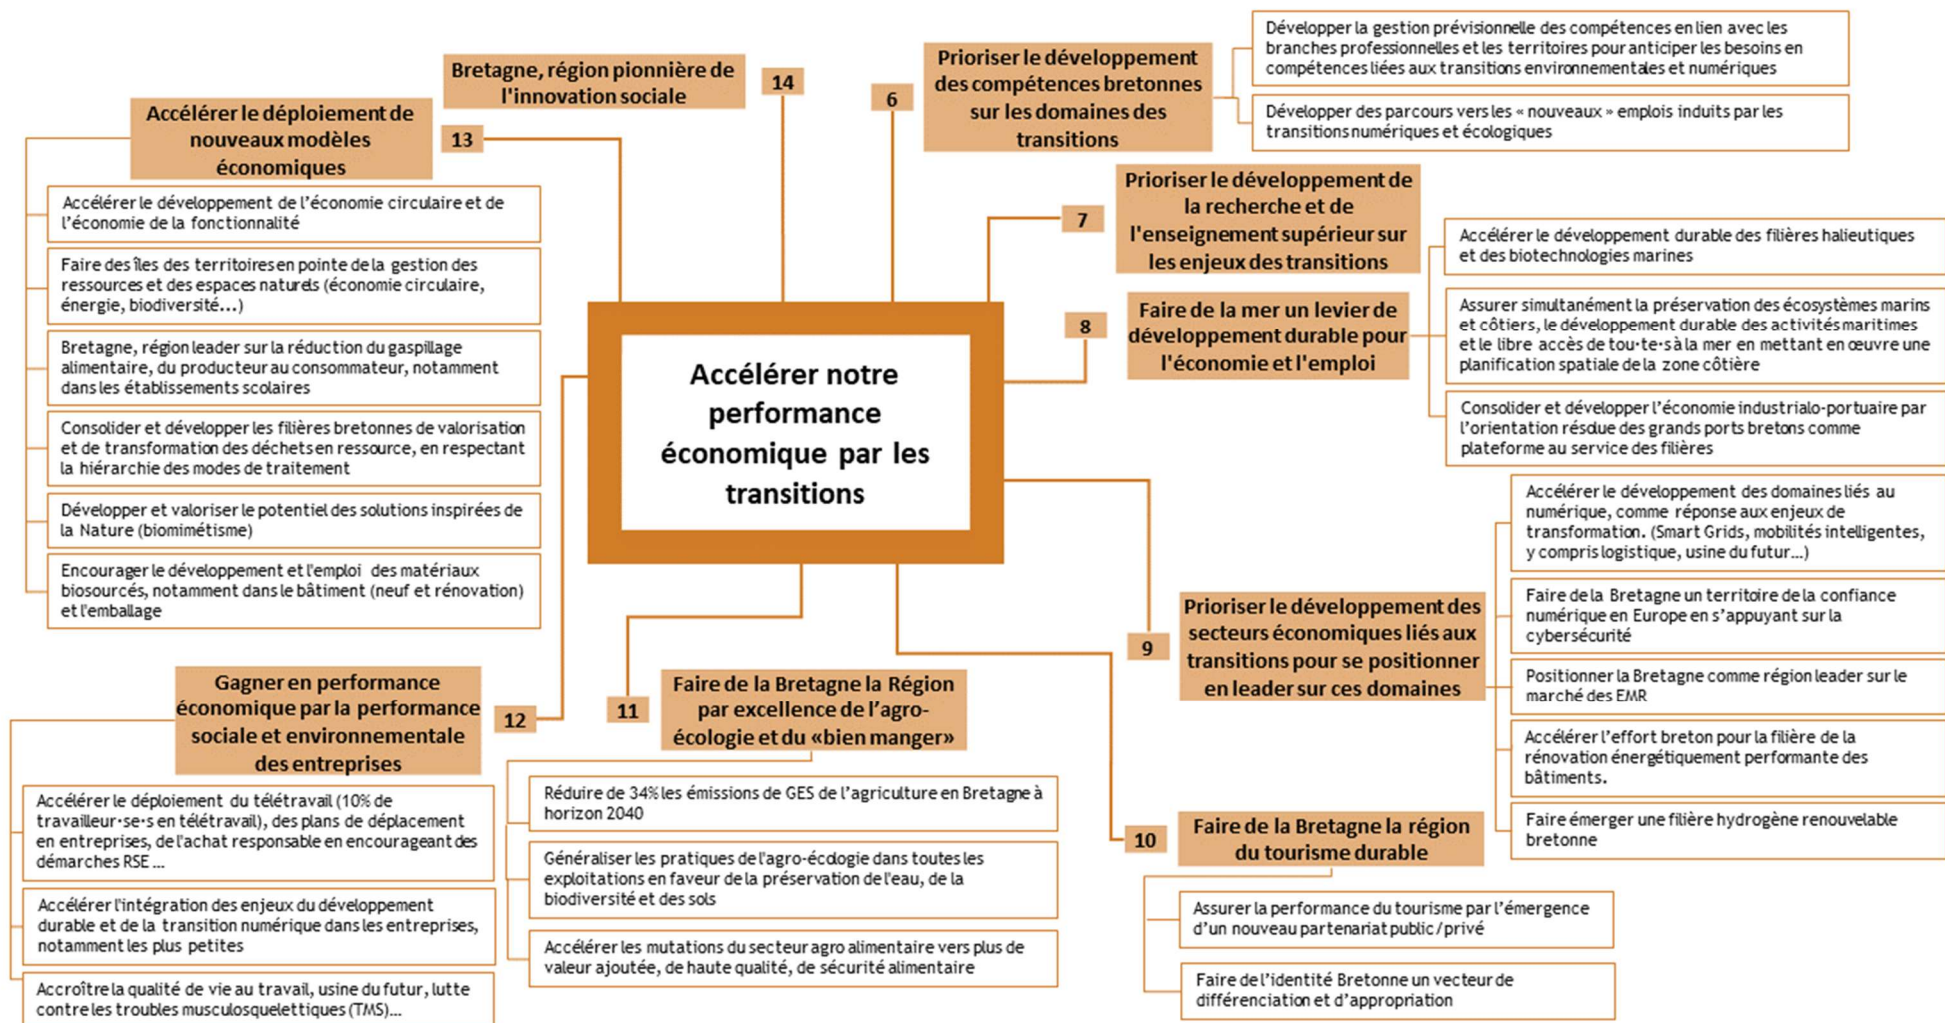 Accélérer notre
performance
économique par les
transitions
6
Prioriser le développement
des compétences bretonnes
sur les domaines des
transitions
Développer la gestion prévisionnelle des compétences en lien avec les
branches professionnelles et les territoires pour anticiper les besoins en
compétences liées aux transitions environnementales et numériques
Développer des parcours vers les « nouveaux » emplois induits par les
transitions numériques et écologiques
7
Prioriser le développement de
la recherche et de
l'enseignement supérieur sur
les enjeux des transitions
8
Faire de la mer un levier de
développement durable pour
l'économie et l'emploi
Accélérer le développement durable des filières halieutiques
et des biotechnologies marines
Assurer simultanément la préservation des écosystèmes marins
et côtiers, le développement durable des activités maritimes
et le libre accès de tou·te·s à la mer en mettant en œuvre une
planification spatiale de la zone côtière
Consolider et développer l’économie industrialo-portuaire par
l’orientation résolue des grands ports bretons comme
plateforme au service des filières
9
Prioriser le développement des
secteurs économiques liés aux
transitions pour se positionner
en leader sur ces domaines
Accélérer le développement des domaines liés au
numérique, comme réponse aux enjeux de
transformation. (Smart Grids, mobilités intelligentes,
y compris logistique, usine du futur…)
Faire de la Bretagne un territoire de la confiance
numérique en Europe en s’appuyant sur la
cybersécurité
Positionner la Bretagne comme région leader sur le
marché des EMR
Accélérer l’effort breton pour la filière de la
rénovation énergétiquement performante des
bâtiments.
Faire émerger une filière hydrogène renouvelable
bretonne
10
Faire de la Bretagne la région
du tourisme durable
Assurer la performance du tourisme par l’émergence
d’un nouveau partenariat public/privé
Faire de l’identité Bretonne un vecteur de
différenciation et d’appropriation
11
Faire de la Bretagne la Région
par excellence de l’agro-
écologie et du «bien manger»
Réduire de 34% les émissions de GES de l’agriculture en Bretagne à
horizon 2040
Généraliser les pratiques de l'agro-écologie dans toutes les
exploitations en faveur de la préservation de l'eau, de la
biodiversité et des sols
Accélérer les mutations du secteur agro alimentaire vers plus de
valeur ajoutée, de haute qualité, de sécurité alimentaire
12
Gagner en performance
économique par la performance
sociale et environnementale
des entreprises
Accélérer le déploiement du télétravail (10% de
travailleur·se·s en télétravail), des plans de déplacement
en entreprises, de l'achat responsable en encourageant des
démarches RSE …
Accélérer l'intégration des enjeux du développement
durable et de la transition numérique dans les entreprises,
notamment les plus petites
Accroître la qualité de vie au travail, usine du futur, lutte
contre les troubles musculosquelettiques (TMS)…
13
Accélérer le déploiement de
nouveaux modèles
économiques
Accélérer le développement de l’économie circulaire et de
l’économie de la fonctionnalité
Faire des îles des territoires en pointe de la gestion des
ressources et des espaces naturels (économie circulaire,
énergie, biodiversité...)
Bretagne, région leader sur la réduction du gaspillage
alimentaire, du producteur au consommateur, notamment
dans les établissements scolaires
Consolider et développer les filières bretonnes de valorisation
et de transformation des déchets en ressource, en respectant
la hiérarchie des modes de traitement
Développer et valoriser le potentiel des solutions inspirées de
la Nature (biomimétisme)
Encourager le développement et l'emploi des matériaux
biosourcés, notamment dans le bâtiment (neuf et rénovation)
et l'emballage
14
Bretagne, région pionnière de
l'innovation sociale